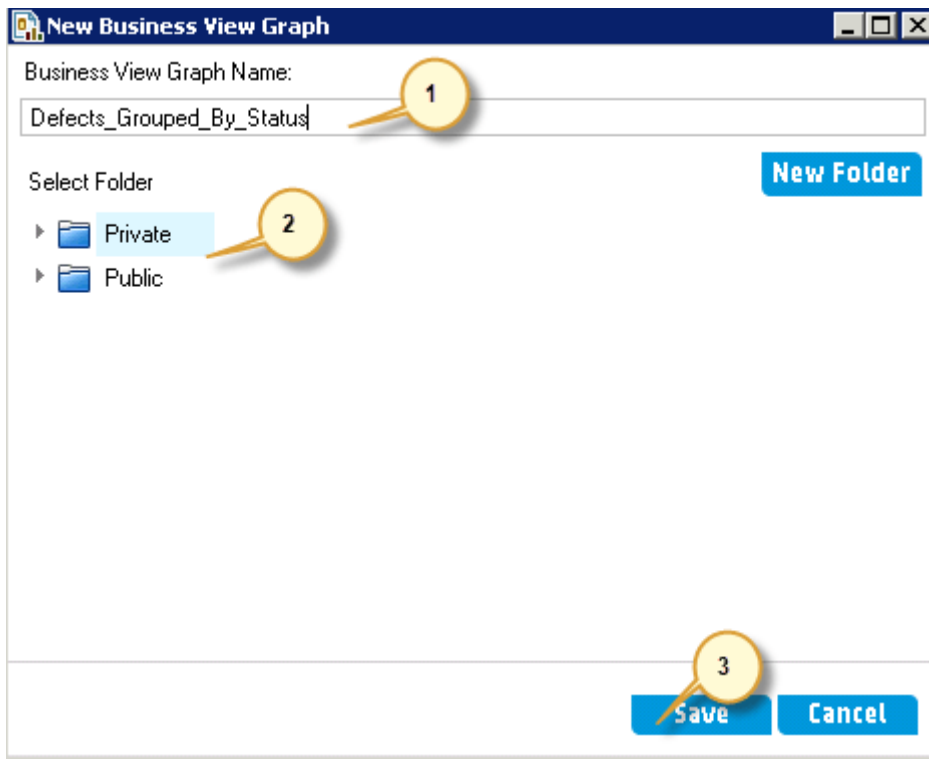 New Business View Graph
Business View Graph Name:
1
Defects_Grouped_By_Status
Select Folder
New Folder
2
Private
Public
3
Save
Cancel